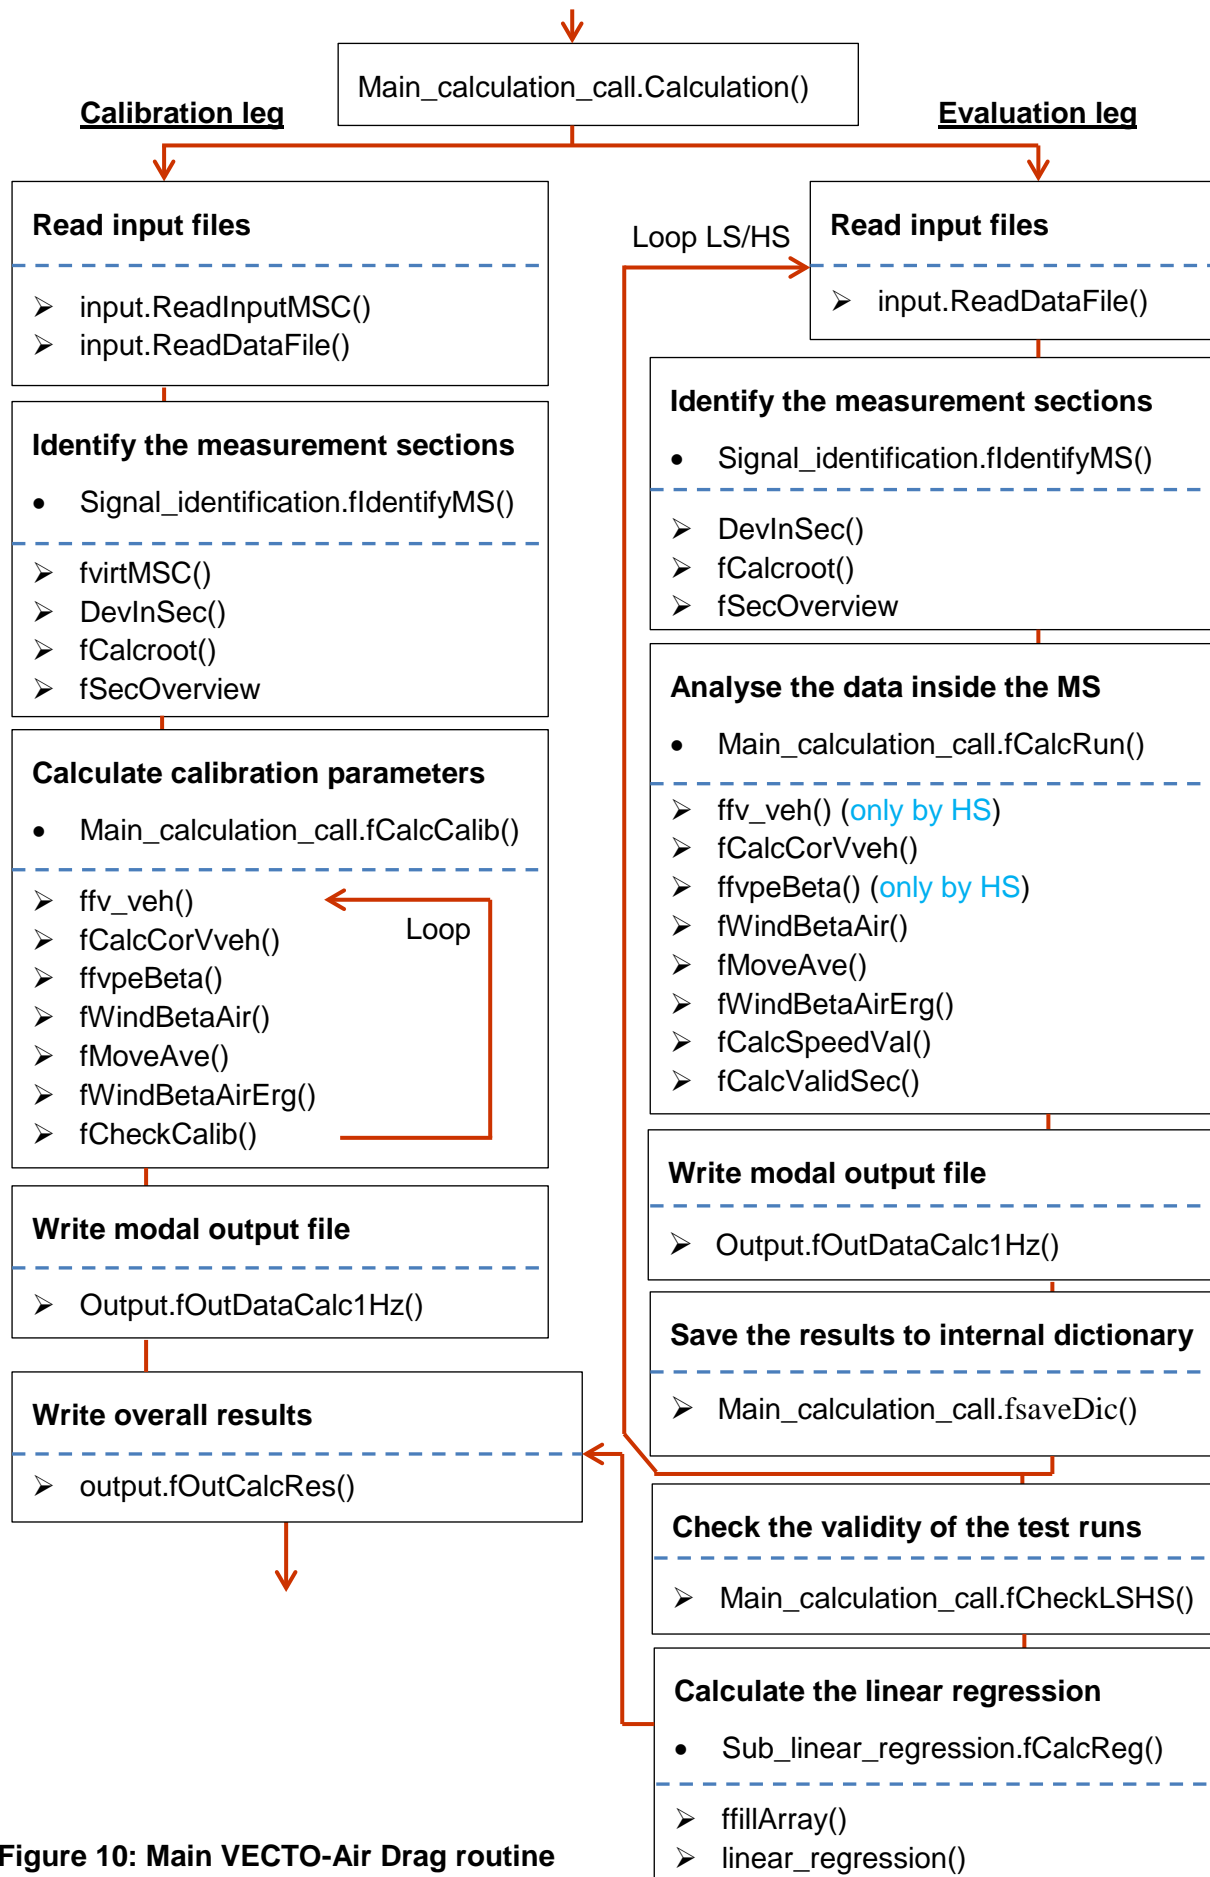 Main_calculation_call.Calculation()
Calibration leg
Evaluation leg
Read input files
➢ input.ReadInputMSC()
➢ input.ReadDataFile()
Identify the measurement sections
• Signal_identification.fIdentifyMS()
➢ fvirtMSC()
➢ DevInSec()
➢ fCalcroot()
➢ fSecOverview
Calculate calibration parameters
• Main_calculation_call.fCalcCalib()
➢ ffv_veh()
➢ fCalcCorVveh()
➢ ffvpeBeta()
➢ fWindBetaAir()
➢ fMoveAve()
➢ fWindBetaAirErg()
➢ fCheckCalib()
Loop
Write modal output file
➢ Output.fOutDataCalc1Hz()
Write overall results
➢ output.fOutCalcRes()
Loop LS/HS
Read input files
➢ input.ReadDataFile()
Identify the measurement sections
• Signal_identification.fIdentifyMS()
➢ DevInSec()
➢ fCalcroot()
➢ fSecOverview
Analyse the data inside the MS
• Main_calculation_call.fCalcRun()
➢ ffv_veh() (only by HS)
➢ fCalcCorVveh()
➢ ffvpeBeta() (only by HS)
➢ fWindBetaAir()
➢ fMoveAve()
➢ fWindBetaAirErg()
➢ fCalcSpeedVal()
➢ fCalcValidSec()
Write modal output file
➢ Output.fOutDataCalc1Hz()
Save the results to internal dictionary
➢ Main_calculation_call.fsaveDic()
Check the validity of the test runs
➢ Main_calculation_call.fCheckLSHS()
Calculate the linear regression
• Sub_linear_regression.fCalcReg()
➢ ffillArray()
➢ linear_regression()
Figure 10: Main VECTO-Air Drag routine